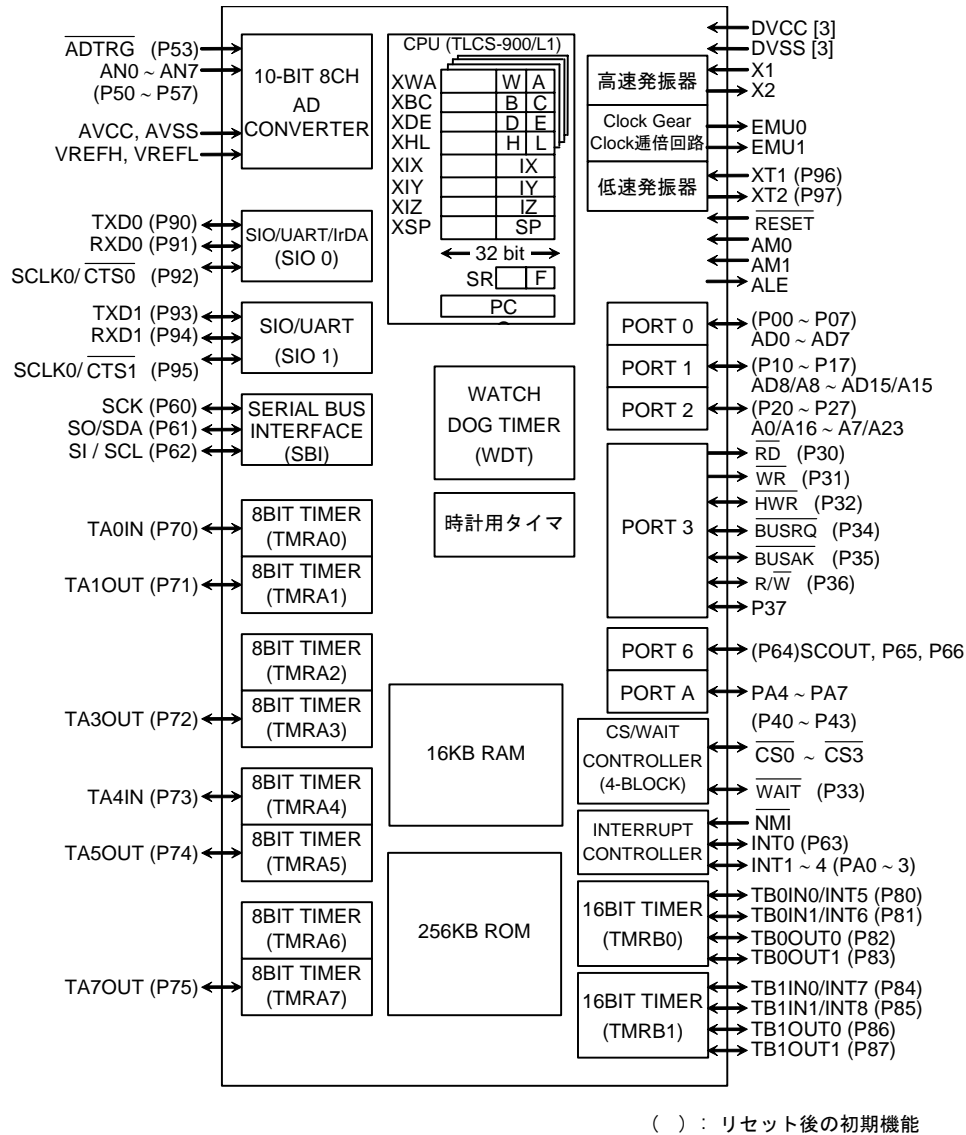 ADTRG (P53)
AN0 ~ AN7
(P50 ~ P57)
AVCC, AVSS
VREFH, VREFL
10-BIT 8CH
AD
CONVERTER
TXD0 (P90)
RXD0 (P91)
SCLK0/ CTS0 (P92)
SIO/UART/IrDA
(SIO 0)
TXD1 (P93)
RXD1 (P94)
SCLK0/ CTS1 (P95)
SIO/UART
(SIO 1)
SCK (P60)
SO/SDA (P61)
SI / SCL (P62)
SERIAL BUS
INTERFACE
(SBI)
TA0IN (P70)
8BIT TIMER
(TMRA0)
TA1OUT (P71)
8BIT TIMER
(TMRA1)
8BIT TIMER
(TMRA2)
TA3OUT (P72)
8BIT TIMER
(TMRA3)
TA4IN (P73)
8BIT TIMER
(TMRA4)
TA5OUT (P74)
8BIT TIMER
(TMRA5)
8BIT TIMER
(TMRA6)
TA7OUT (P75)
8BIT TIMER
(TMRA7)
CPU (TLCS-900/L1)
XWA W A
XBC B C
XDE D E
XHL H L
XIX IX
XIY IY
XIZ IZ
XSP SP
32 bit
SR F
PC
WATCH
DOG TIMER
(WDT)
時計用タイマ
16KB RAM
256KB ROM
DVCC [3]
DVSS [3]
高速発振器
X1
X2
Clock Gear
Clock逓倍回路
EMU0
EMU1
低速発振器
XT1 (P96)
XT2 (P97)
RESET
AM0
AM1
ALE
PORT 0
(P00 ~ P07)
AD0 ~ AD7
PORT 1
(P10 ~ P17)
AD8/A8 ~ AD15/A15
PORT 2
(P20 ~ P27)
A0/A16 ~ A7/A23
PORT 3
RD (P30)
WR (P31)
HWR (P32)
BUSRQ (P34)
BUSAK (P35)
R/W (P36)
P37
PORT 6
(P64)SCOUT, P65, P66
PORT A
PA4 ~ PA7
CS/WAIT
CONTROLLER
(4-BLOCK)
(P40 ~ P43)
CS0 ~ CS3
WAIT (P33)
INTERRUPT
CONTROLLER
NMI
INT0 (P63)
INT1 ~ 4 (PA0 ~ 3)
16BIT TIMER
(TMRB0)
TB0IN0/INT5 (P80)
TB0IN1/INT6 (P81)
TB0OUT0 (P82)
TB0OUT1 (P83)
16BIT TIMER
(TMRB1)
TB1IN0/INT7 (P84)
TB1IN1/INT8 (P85)
TB1OUT0 (P86)
TB1OUT1 (P87)
( ) : リセット後の初期機能